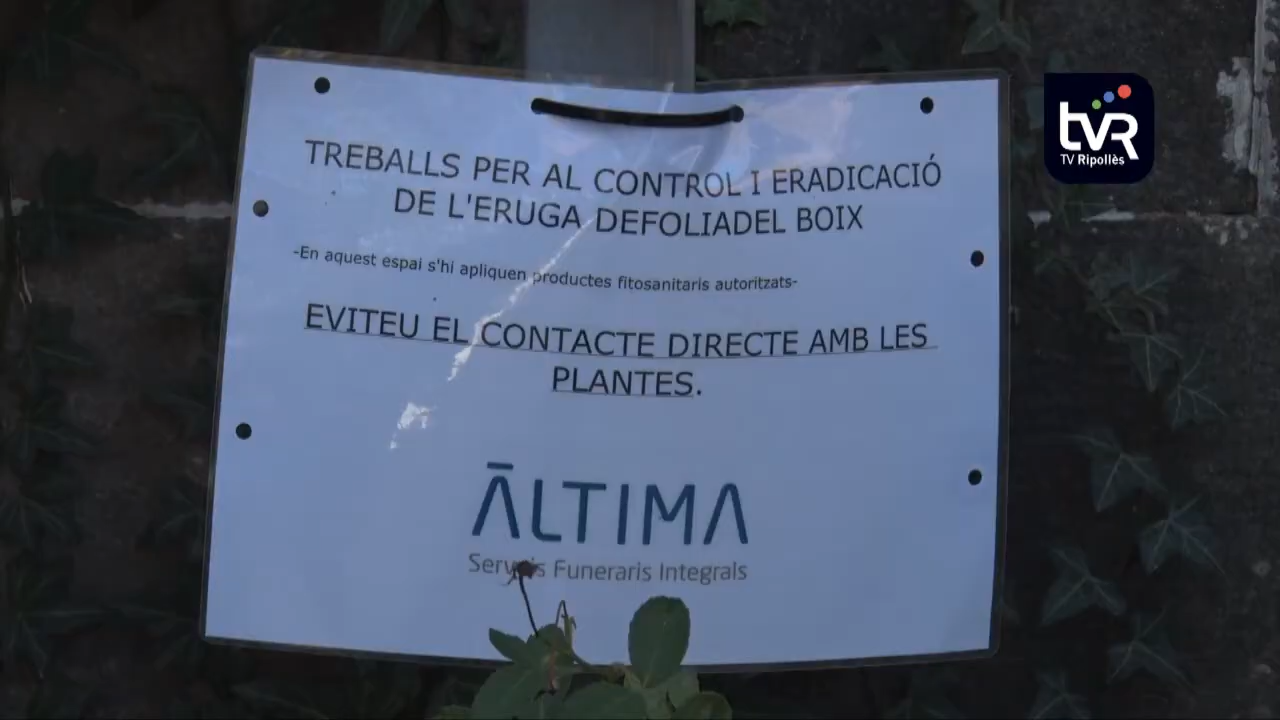 TREBALLS PER AL CONTROL I ERADICACIÓ
DE L'ERUGA DEFOLIADEL BOIX
-En aquest espai s'hi apliquen productes fitosanitaris autoritzats-
EVITEU EL CONTACTE DIRECTE AMB LES
PLANTES.
ĀLTIMA
Serveis Funeraris Integrals
tvR
TV Ripollès